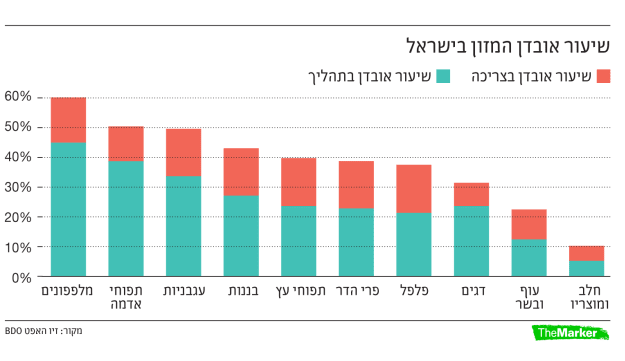 שיעור אובדן המזון בישראל
שיעור אובדן בצריכה
שיעור אובדן בתהליך
60%
50%
40%
30%
20%
10%
0%
חלב ומוצריו
עוף ובשר
דגים
פלפל
פרי הדר
תפוחי עץ
בננות
עגבניות
תפוחי אדמה
מלפפונים
מקור: זיו האפט BDO
TheMarker